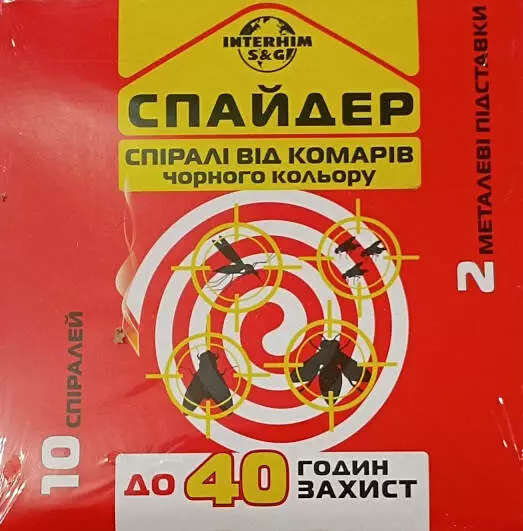 INTERHIM
S&G
СПАЙДЕР
СПІРАЛІ ВІД КОМАРІВ
ЧОРНОГО КОЛЬОРУ
2 МЕТАЛЕВІ ПІДСТАВКИ
10 СПІРАЛЕЙ
ДО 40 ГОДИН
ЗАХИСТ